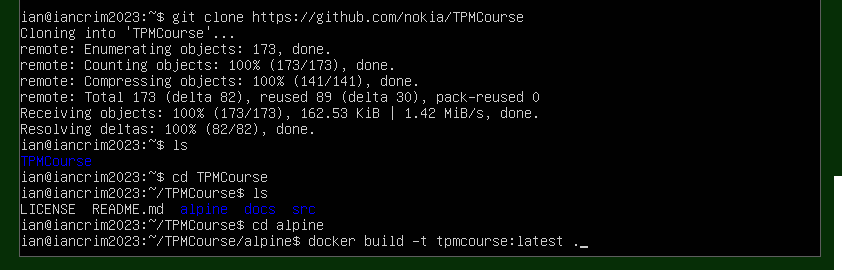 ian@iancrim2023:~$ git clone https://github.com/nokia/TPMCourse
Cloning into 'TPMCourse'...
remote: Enumerating objects: 173, done.
remote: Counting objects: 100% (173/173), done.
remote: Compressing objects: 100% (141/141), done.
remote: Total 173 (delta 82), reused 89 (delta 30), pack-reused 0
Receiving objects: 100% (173/173), 162.53 KiB | 1.42 MiB/s, done.
Resolving deltas: 100% (82/82), done.
ian@iancrim2023:~$ ls
TPMCourse
ian@iancrim2023:~$ cd TPMCourse
ian@iancrim2023:~/TPMCourse$ ls
LICENSE  README.md  alpine  docs  src
ian@iancrim2023:~/TPMCourse$ cd alpine
ian@iancrim2023:~/TPMCourse/alpine$ docker build -t tpmcourse:latest ._